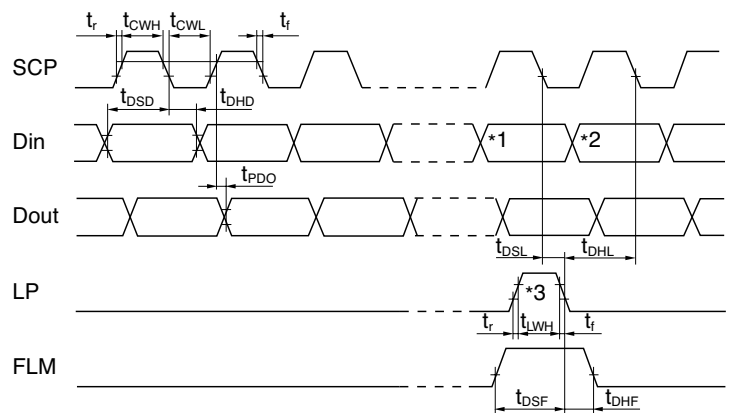 tr tCWH tCWL tf
SCP
tDSD tDHD
Din *1 *2
tPDO
Dout
tDSL tDHL
LP *3
tr tLWH tf
FLM
tDSF tDHF